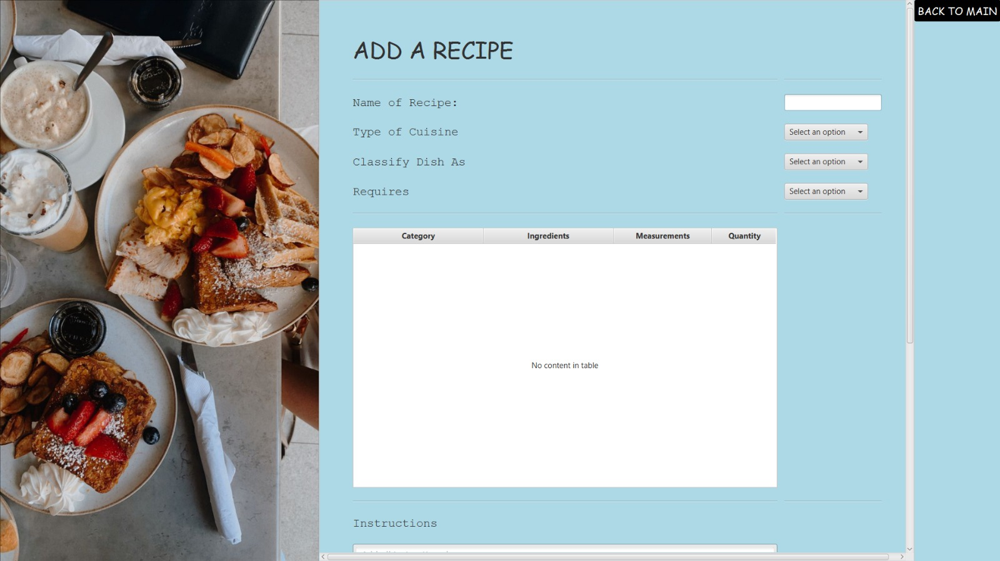 BACK TO MAIN
ADD A RECIPE
Name of Recipe:
Type of Cuisine
Select an option
Classify Dish As
Select an option
Requires
Select an option
Category Ingredients Measurements Quantity
No content in table
Instructions